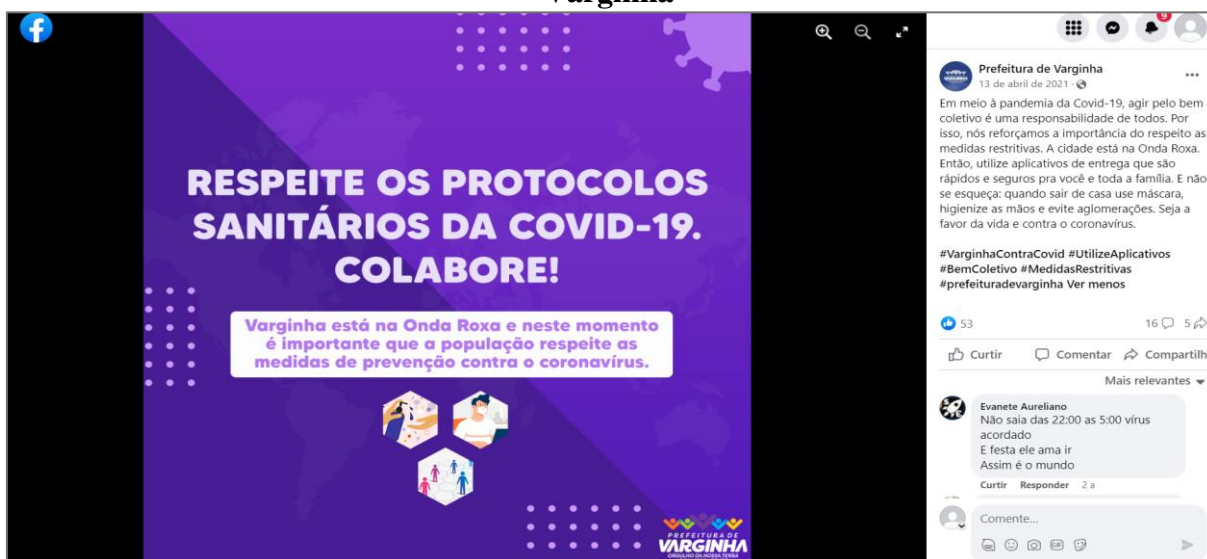 Varginha
RESPEITE OS PROTOCOLOS
SANITÁRIOS DA COVID-19.
COLABORE!
Varginha está na Onda Roxa e neste momento
é importante que a população respeite as
medidas de prevenção contra o coronavírus.
PREFEITURA DE
VARGINHA
ORGULHO DA NOSSA TERRA
9
Prefeitura de Varginha
13 de abril de 2021 ·
Em meio à pandemia da Covid-19, agir pelo bem
coletivo é uma responsabilidade de todos. Por
isso, nós reforçamos a importância do respeito as
medidas restritivas. A cidade está na Onda Roxa.
Então, utilize aplicativos de entrega que são
rápidos e seguros pra você e toda a família. E não
se esqueça: quando sair de casa use máscara,
higienize as mãos e evite aglomerações. Seja a
favor da vida e contra o coronavírus.
#VarginhaContraCovid #UtilizeAplicativos
#BemColetivo #MedidasRestritivas
#prefeituradevarginha Ver menos
53 16 5
Curtir Comentar Compartilh
Mais relevantes
Evanete Aureliano
Não saia das 22:00 as 5:00 vírus
acordado
E festa ele ama ir
Assim é o mundo
Curtir Responder 2 a
Comente...
GIF